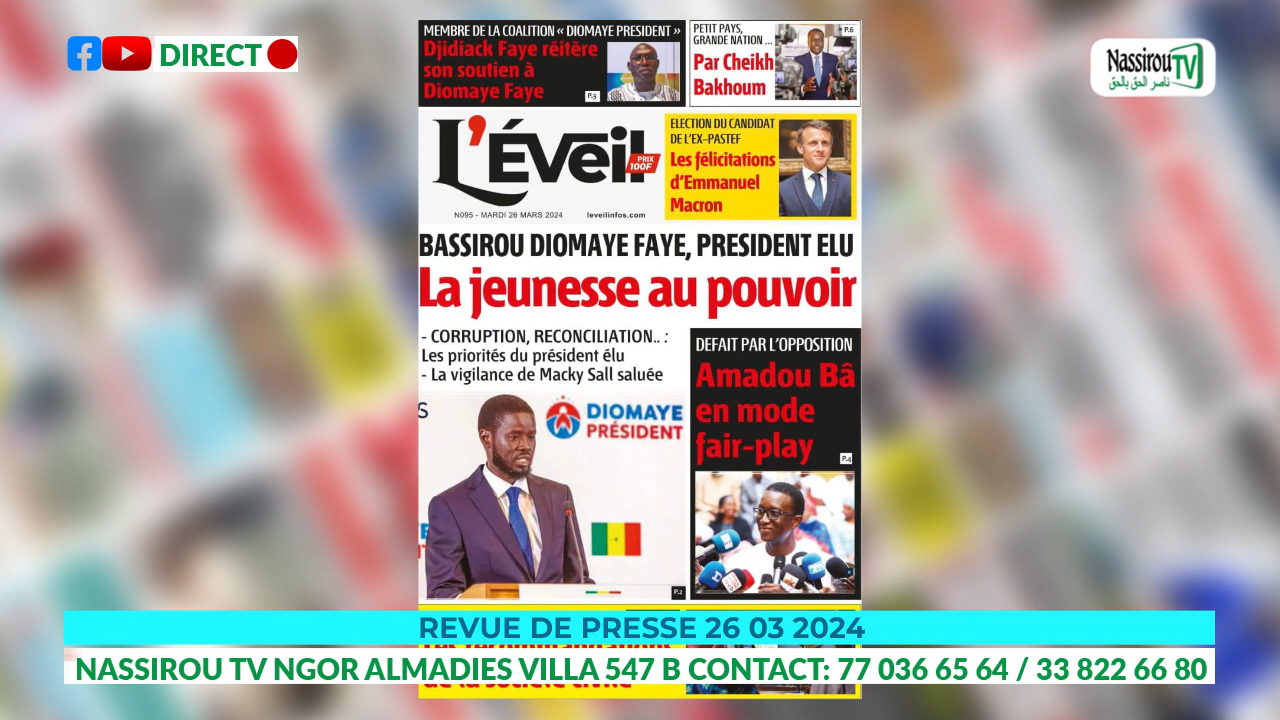 DIRECT
Nassirou TV
ناصر الحق بالحق
MEMBRE DE LA COALITION « DIOMAYE PRESIDENT »
Djidiack Faye réitère
son soutien à
Diomaye Faye
P.3
PETIT PAYS,
GRANDE NATION ...
P.6
Par Cheikh
Bakhoum
L'Éveil
PRIX
100F
N095 - MARDI 26 MARS 2024
leveilinfos.com
ELECTION DU CANDIDAT
DE L'EX-PASTEF
Les félicitations
d'Emmanuel
Macron
BASSIROU DIOMAYE FAYE, PRESIDENT ELU
La jeunesse au pouvoir
- CORRUPTION, RECONCILIATION.. :
Les priorités du président élu
- La vigilance de Macky Sall saluée
DIOMAYE
PRÉSIDENT
P.2
DEFAIT PAR L'OPPOSITION
Amadou Bâ
en mode
fair-play
P.4
REVUE DE PRESSE 26 03 2024
NASSIROU TV NGOR ALMADIES VILLA 547 B CONTACT: 77 036 65 64 / 33 822 66 80